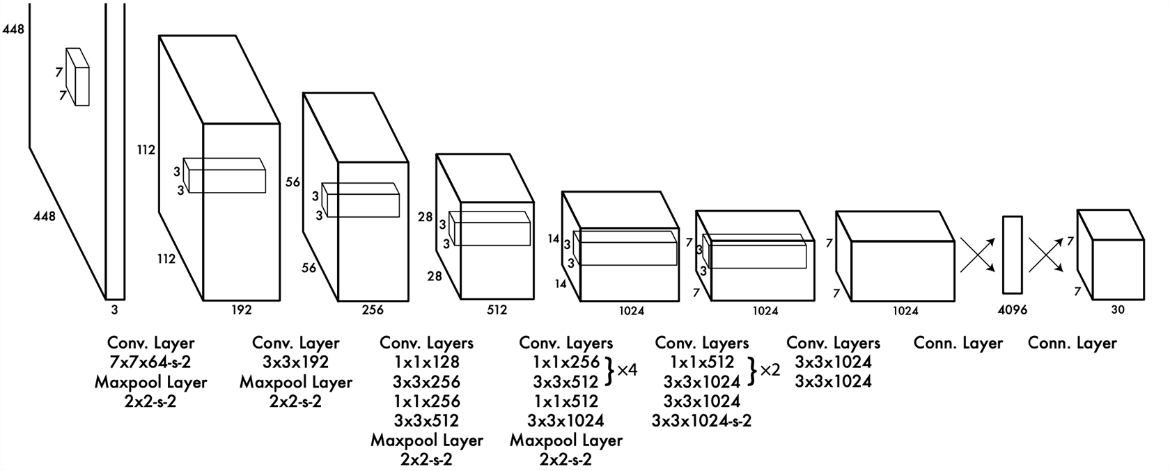 448
448
7
7
3
112
112
3
3
192
56
56
3
3
256
28
28
3
3
512
14
14
3
3
1024
7
7
3
3
1024
7
7
1024
4096
7
7
30
Conv. Layer
7x7x64-s-2
Maxpool Layer
2x2-s-2
Conv. Layer
3x3x192
Maxpool Layer
2x2-s-2
Conv. Layers
1x1x128
3x3x256
1x1x256
3x3x512
Maxpool Layer
2x2-s-2
Conv. Layers
1x1x256
3x3x512
} ×4
1x1x512
3x3x1024
Maxpool Layer
2x2-s-2
Conv. Layers
1x1x512
3x3x1024
} ×2
3x3x1024
3x3x1024-s-2
Conv. Layers
3x3x1024
3x3x1024
Conn. Layer
Conn. Layer